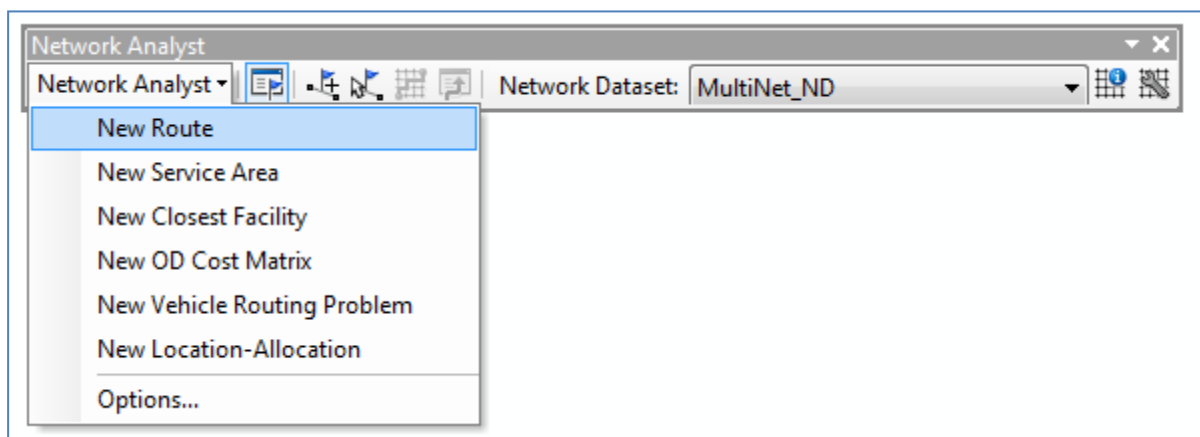 Network Analyst
Network Analyst Network Dataset: MultiNet_ND
New Route
New Service Area
New Closest Facility
New OD Cost Matrix
New Vehicle Routing Problem
New Location-Allocation
Options...